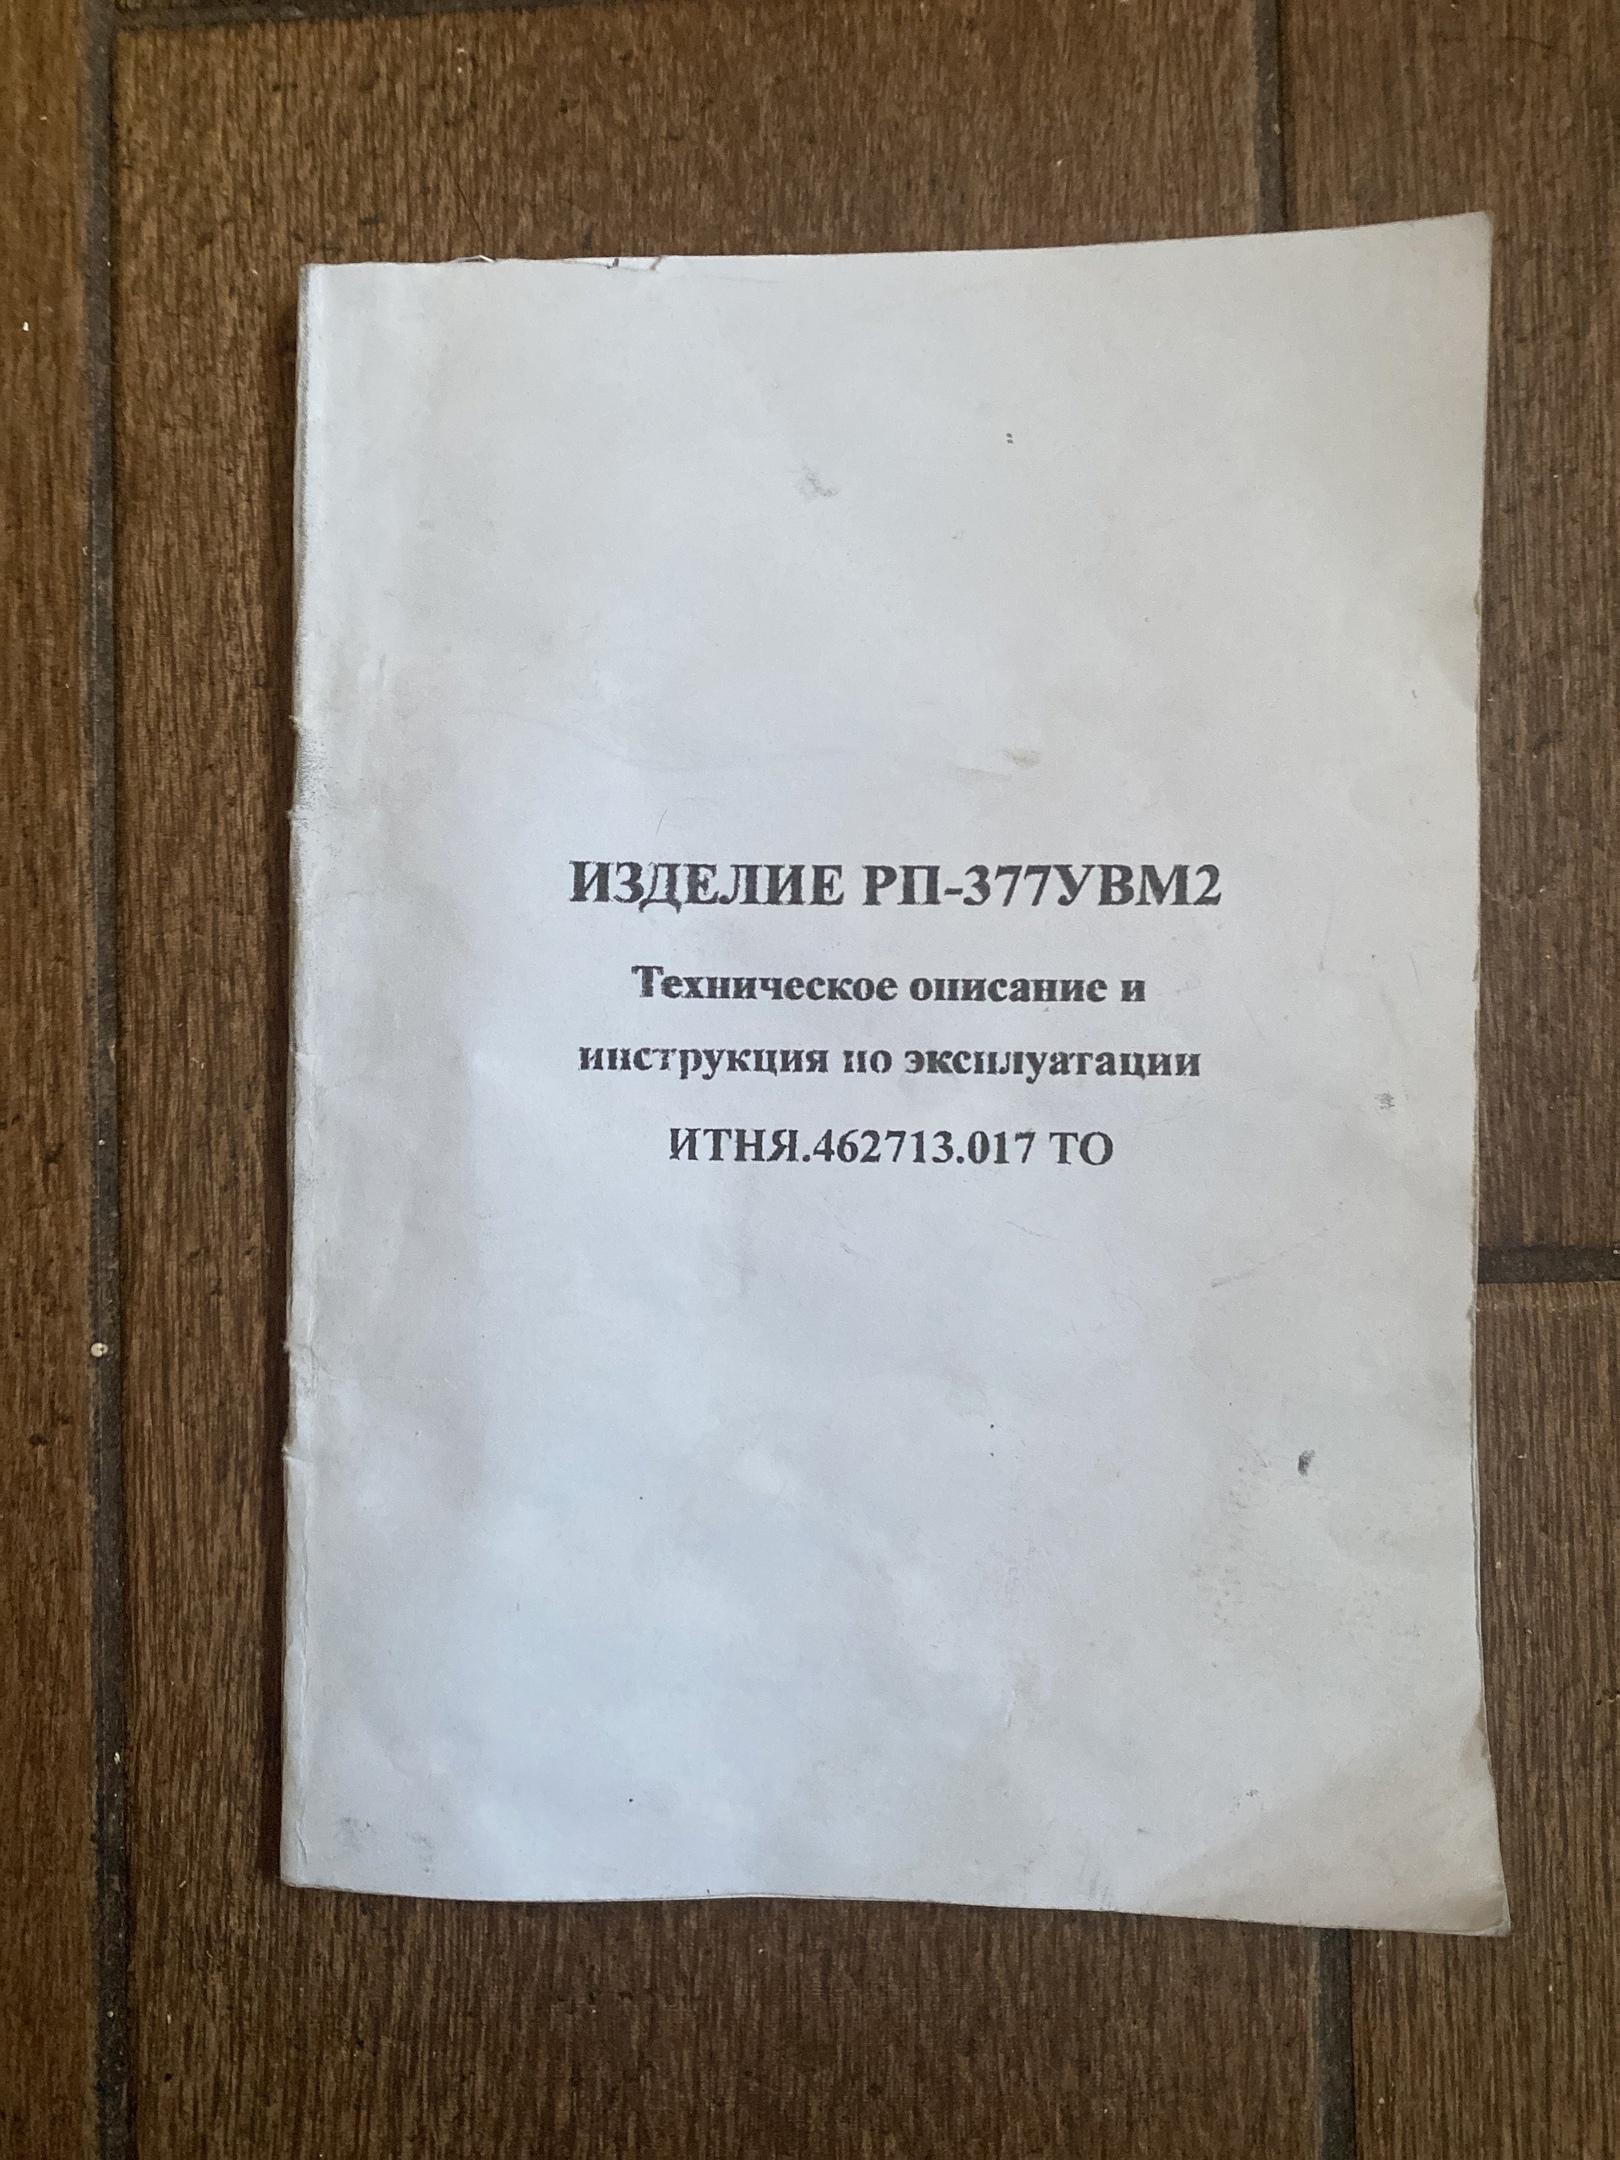 ИЗДЕЛИЕ РП-377УВМ2
Техническое описание и
инструкция по эксплуатации
ИТНЯ.462713.017 ТО